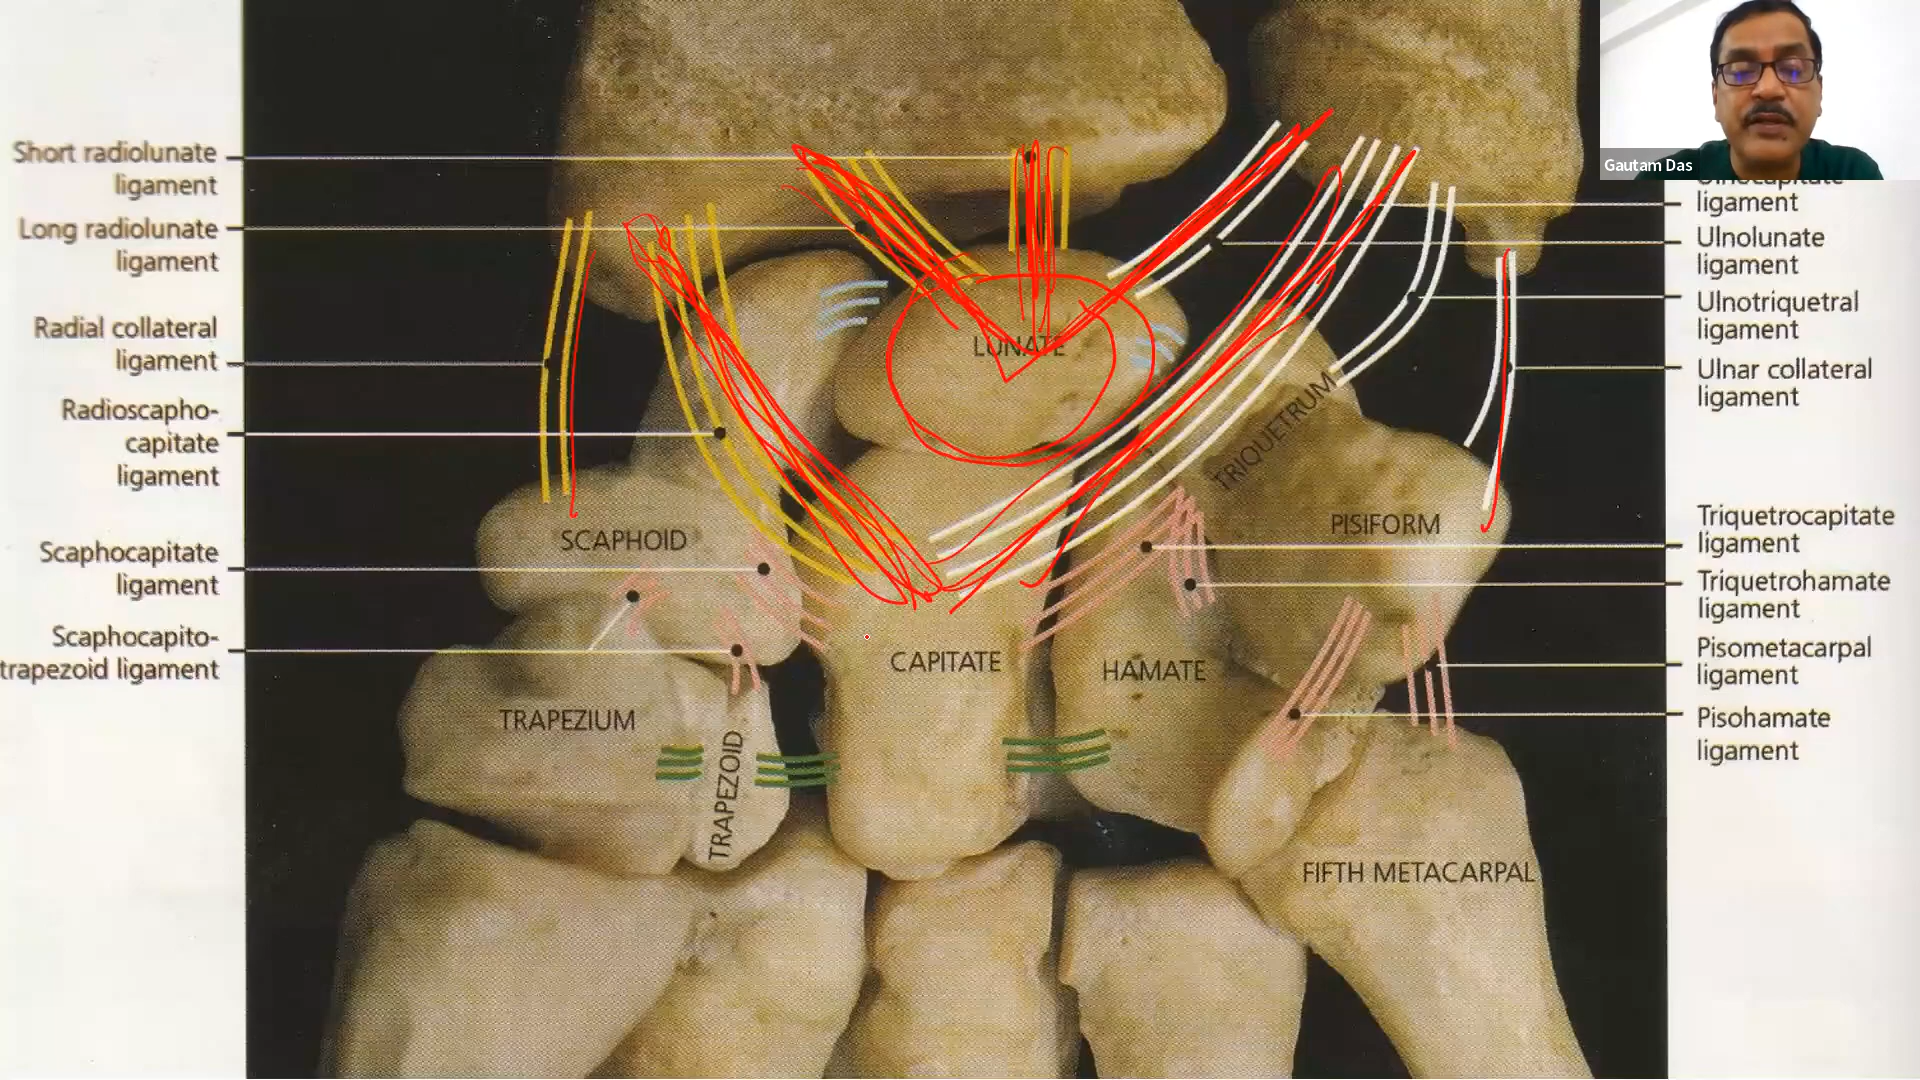 Short radiolunate
ligament
Long radiolunate
ligament
Radial collateral
ligament
Radioscapho-
capitate
ligament
Scaphocapitate
ligament
Scaphocapito-
trapezoid ligament
LUNATE
TRIQUETRUM
SCAPHOID
PISIFORM
CAPITATE
HAMATE
TRAPEZIUM
TRAPEZOID
FIFTH METACARPAL
Gautam Das
Ulnocapitate
ligament
Ulnolunate
ligament
Ulnotriquetral
ligament
Ulnar collateral
ligament
Triquetrocapitate
ligament
Triquetrohamate
ligament
Pisometacarpal
ligament
Pisohamate
ligament